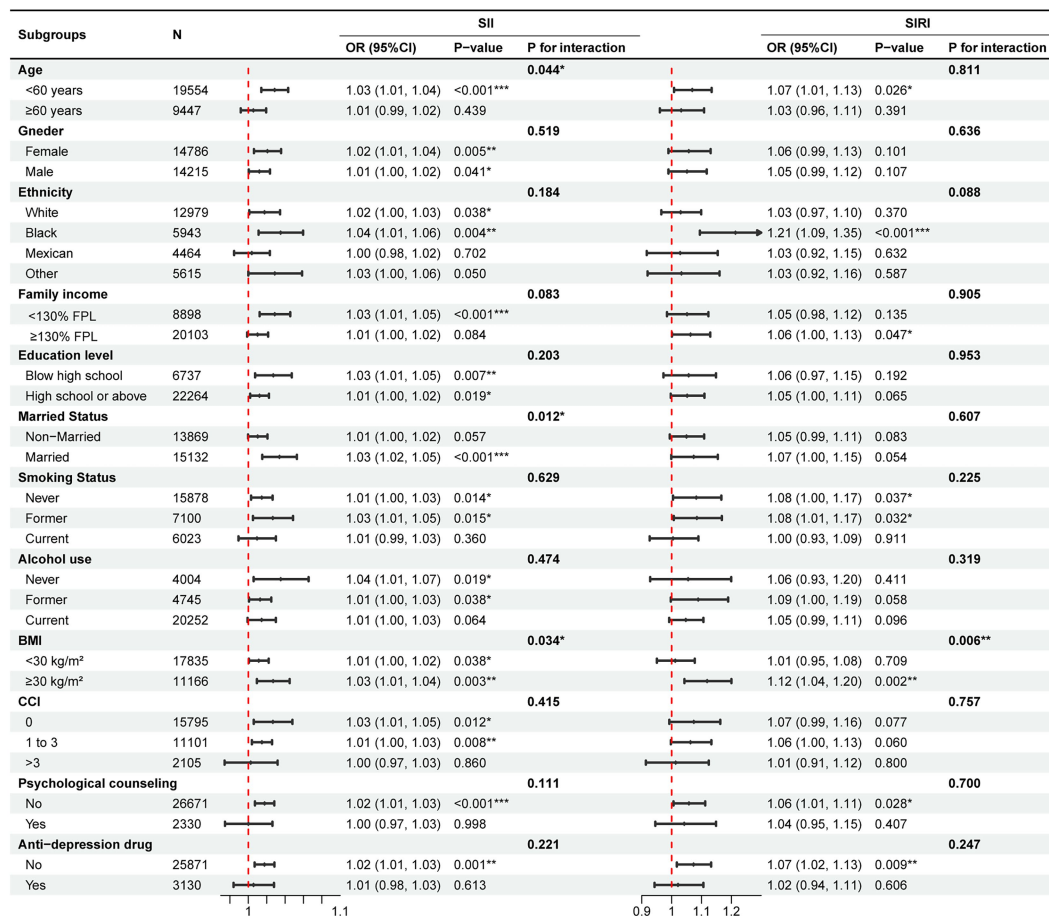 SII SIRI
Subgroups N
OR (95%CI) P−value P for interaction OR (95%CI) P−value P for interaction
Age 0.044* 0.811
<60 years 19554 1.03 (1.01, 1.04) <0.001*** 1.07 (1.01, 1.13) 0.026*
≥60 years 9447 1.01 (0.99, 1.02) 0.439 1.03 (0.96, 1.11) 0.391
Gneder 0.519 0.636
Female 14786 1.02 (1.01, 1.04) 0.005** 1.06 (0.99, 1.13) 0.101
Male 14215 1.01 (1.00, 1.02) 0.041* 1.05 (0.99, 1.12) 0.107
Ethnicity 0.184 0.088
White 12979 1.02 (1.00, 1.03) 0.038* 1.03 (0.97, 1.10) 0.370
Black 5943 1.04 (1.01, 1.06) 0.004** 1.21 (1.09, 1.35) <0.001***
Mexican 4464 1.00 (0.98, 1.02) 0.702 1.03 (0.92, 1.15) 0.632
Other 5615 1.03 (1.00, 1.06) 0.050 1.03 (0.92, 1.16) 0.587
Family income 0.083 0.905
<130% FPL 8898 1.03 (1.01, 1.05) <0.001*** 1.05 (0.98, 1.12) 0.135
≥130% FPL 20103 1.01 (1.00, 1.02) 0.084 1.06 (1.00, 1.13) 0.047*
Education level 0.203 0.953
Blow high school 6737 1.03 (1.01, 1.05) 0.007** 1.06 (0.97, 1.15) 0.192
High school or above 22264 1.01 (1.00, 1.02) 0.019* 1.05 (1.00, 1.11) 0.065
Married Status 0.012* 0.607
Non−Married 13869 1.01 (1.00, 1.02) 0.057 1.05 (0.99, 1.11) 0.083
Married 15132 1.03 (1.02, 1.05) <0.001*** 1.07 (1.00, 1.15) 0.054
Smoking Status 0.629 0.225
Never 15878 1.01 (1.00, 1.03) 0.014* 1.08 (1.00, 1.17) 0.037*
Former 7100 1.03 (1.01, 1.05) 0.015* 1.08 (1.01, 1.17) 0.032*
Current 6023 1.01 (0.99, 1.03) 0.360 1.00 (0.93, 1.09) 0.911
Alcohol use 0.474 0.319
Never 4004 1.04 (1.01, 1.07) 0.019* 1.06 (0.93, 1.20) 0.411
Former 4745 1.01 (1.00, 1.03) 0.038* 1.09 (1.00, 1.19) 0.058
Current 20252 1.01 (1.00, 1.03) 0.064 1.05 (0.99, 1.11) 0.096
BMI 0.034* 0.006**
<30 kg/m² 17835 1.01 (1.00, 1.02) 0.038* 1.01 (0.95, 1.08) 0.709
≥30 kg/m² 11166 1.03 (1.01, 1.04) 0.003** 1.12 (1.04, 1.20) 0.002**
CCI 0.415 0.757
0 15795 1.03 (1.01, 1.05) 0.012* 1.07 (0.99, 1.16) 0.077
1 to 3 11101 1.01 (1.00, 1.03) 0.008** 1.06 (1.00, 1.13) 0.060
>3 2105 1.00 (0.97, 1.03) 0.860 1.01 (0.91, 1.12) 0.800
Psychological counseling 0.111 0.700
No 26671 1.02 (1.01, 1.03) <0.001*** 1.06 (1.01, 1.11) 0.028*
Yes 2330 1.00 (0.97, 1.03) 0.998 1.04 (0.95, 1.15) 0.407
Anti−depression drug 0.221 0.247
No 25871 1.02 (1.01, 1.03) 0.001** 1.07 (1.02, 1.13) 0.009**
Yes 3130 1.01 (0.98, 1.03) 0.613 1.02 (0.94, 1.11) 0.606
1 1.1 0.9 1 1.1 1.2